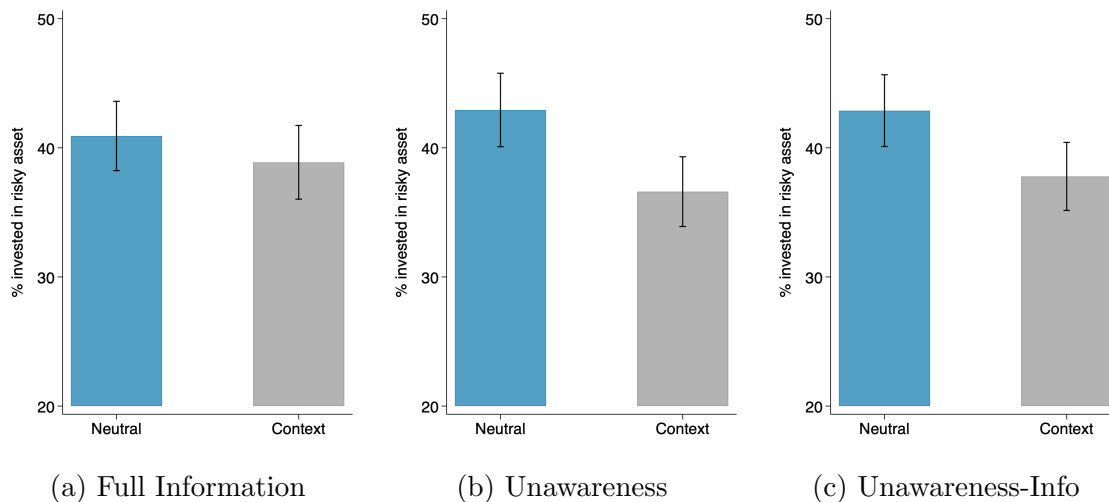 50
40
30
20
% invested in risky asset
Neutral
Context
(a) Full Information
50
40
30
20
% invested in risky asset
Neutral
Context
(b) Unawareness
50
40
30
20
% invested in risky asset
Neutral
Context
(c) Unawareness-Info